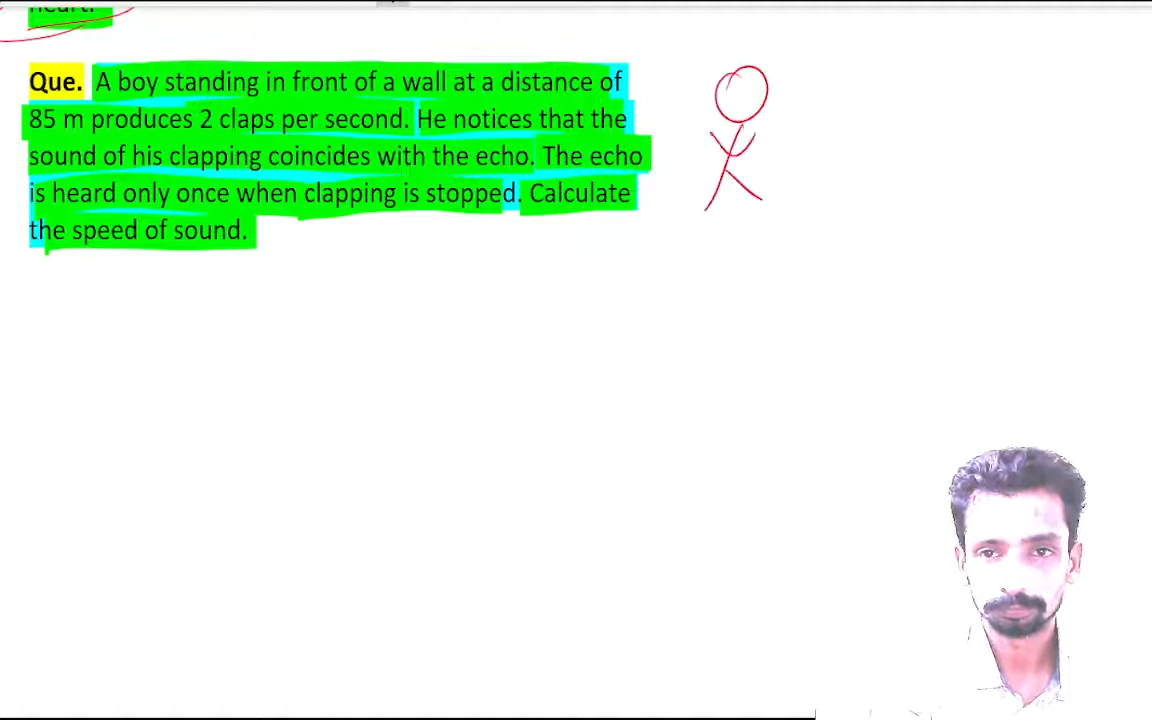 heart.
Que. A boy standing in front of a wall at a distance of
85 m produces 2 claps per second. He notices that the
sound of his clapping coincides with the echo. The echo
is heard only once when clapping is stopped. Calculate
the speed of sound.